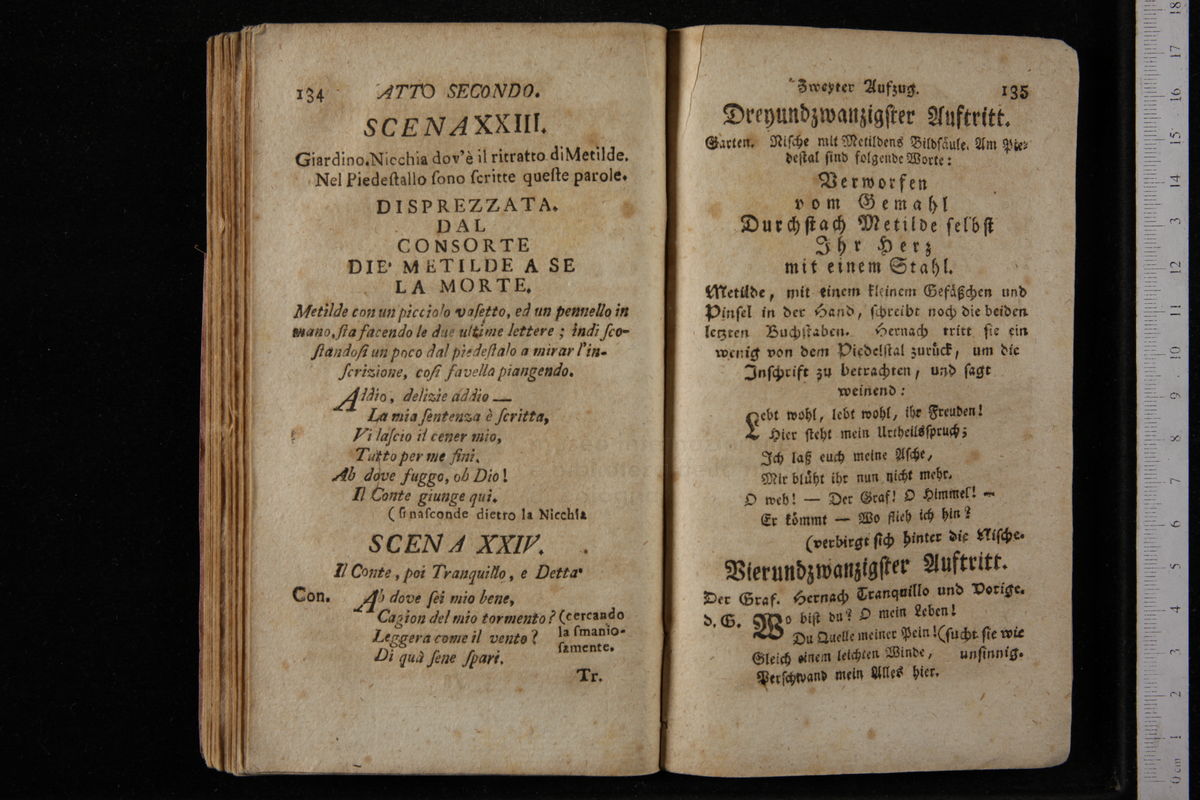 134 ATTO SECONDO.
SCENA XXIII.
Giardino. Nicchia dov'è il ritratto di Metilde.
Nel Piedeſtallo ſono ſcritte queſte parole.
DISPREZZATA.
DAL
CONSORTE
DIE' METILDE A SE
LA MORTE.
Metilde con un picciolo vaſetto, ed un pennello in
mano, ſta facendo le due ultime lettere; indi ſco-
ſtandoſi un poco dal piedeſtalo a mirar l'in-
ſcrizione, coſi favella piangendo.
Addio, delizie addio —
La mia ſentenza è ſcritta,
Vi laſcio il cener mio,
Tutto per me finì.
Ah dove fuggo, oh Dio!
Il Conte giunge qui.
(ſi naſconde dietro la Nicchia
SCENA XXIV.
Il Conte, poi Tranquillo, e Detta.
Con. Ah dove ſei mio bene,
Cagion del mio tormento? (cercando
Leggera come il vento? la ſmanio-
Di quà ſene ſparì. ſamente.
Tr.
Zweyter Aufzug. 135
Dreyundzwanzigſter Auftritt.
Garten. Niſche mit Metildens Bildſäule. Am Pie-
deſtal ſind folgende Worte:
Verworfen
vom Gemahl
Durchſtach Metilde ſelbſt
Ihr Herz
mit einem Stahl.
Metilde, mit einem kleinem Gefäßchen und
Pinſel in der Hand, ſchreibt noch die beiden
letzten Buchſtaben. Hernach tritt ſie ein
wenig von dem Piedelſtal zurück, um die
Inſchrift zu betrachten, und ſagt
weinend:
Lebt wohl, lebt wohl, ihr Freuden!
Hier ſteht mein Urtheilsſpruch;
Ich laß euch meine Aſche,
Mir blüht ihr nun nicht mehr.
O weh! — Der Graf! O Himmel! —
Er kömmt — Wo flieh ich hin?
(verbirgt ſich hinter die Niſche.
Vierundzwanzigſter Auftritt.
Der Graf. Hernach Tranquillo und Vorige.
d. G. Wo biſt du? O mein Leben!
Du Quelle meiner Pein! (ſucht ſie wie
Gleich einem leichten Winde, unſinnig.
Verſchwand mein Alles hier.